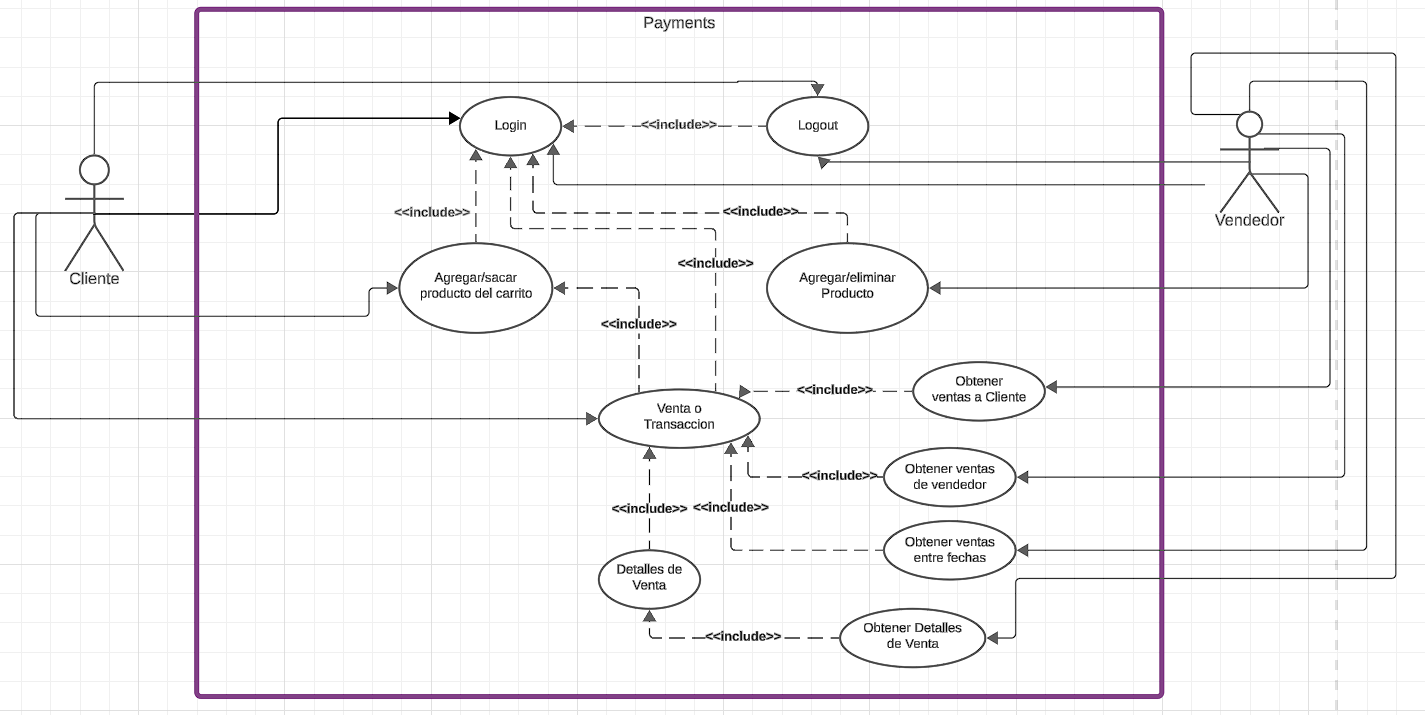 Payments
Login
<<include>>
Logout
<<include>>
<<include>>
Vendedor
Cliente
Agregar/sacar
producto del carrito
<<include>>
Agregar/eliminar
Producto
<<include>>
Obtener
ventas a Cliente
<<include>>
Venta o
Transaccion
Obtener ventas
de vendedor
<<include>>
<<include>>
<<include>>
Obtener ventas
entre fechas
Detalles de
Venta
Obtener Detalles
de Venta
<<include>>